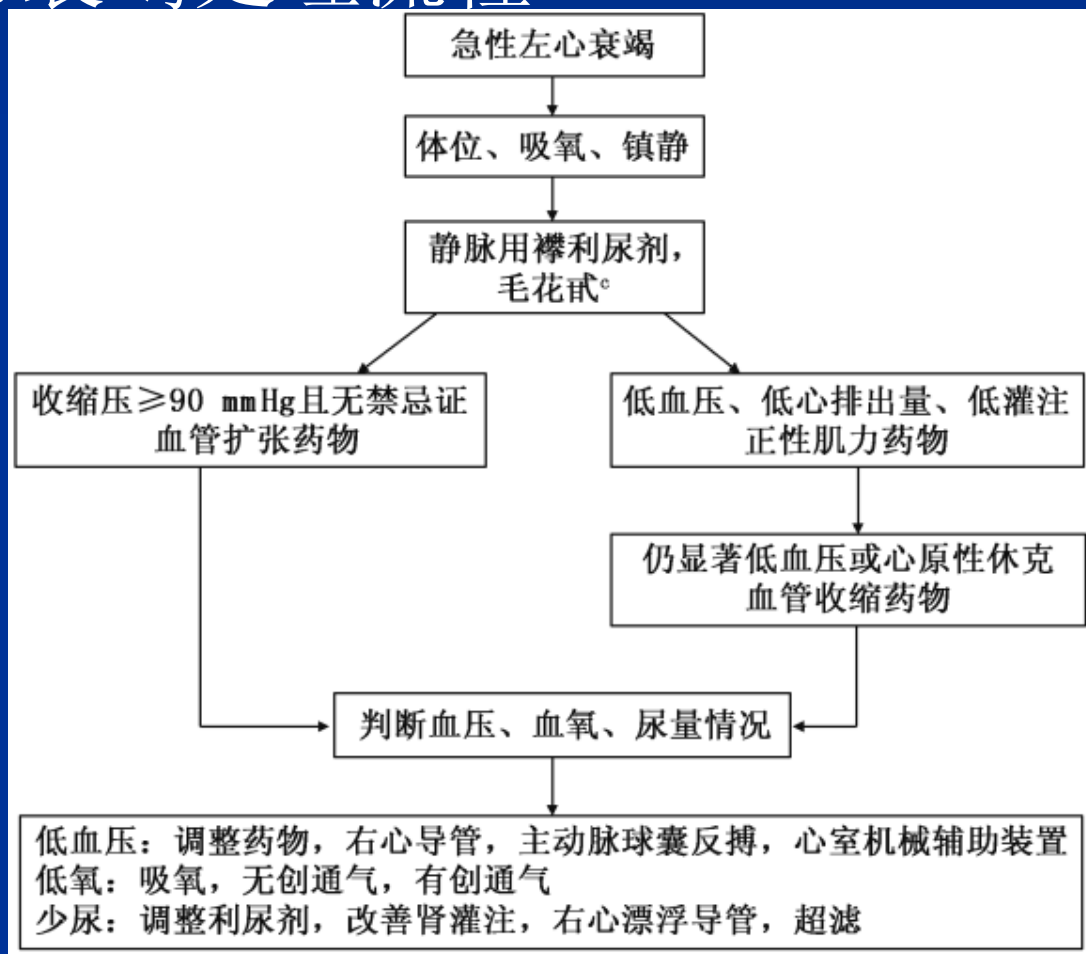 急性左心衰竭
体位、吸氧、镇静
静脉用襻利尿剂，
毛花甙c
收缩压≥90 mmHg且无禁忌证
血管扩张药物
低血压、低心排出量、低灌注
正性肌力药物
仍显著低血压或心原性休克
血管收缩药物
判断血压、血氧、尿量情况
低血压：调整药物，右心导管，主动脉球囊反搏，心室机械辅助装置
低氧：吸氧，无创通气，有创通气
少尿：调整利尿剂，改善肾灌注，右心漂浮导管，超滤